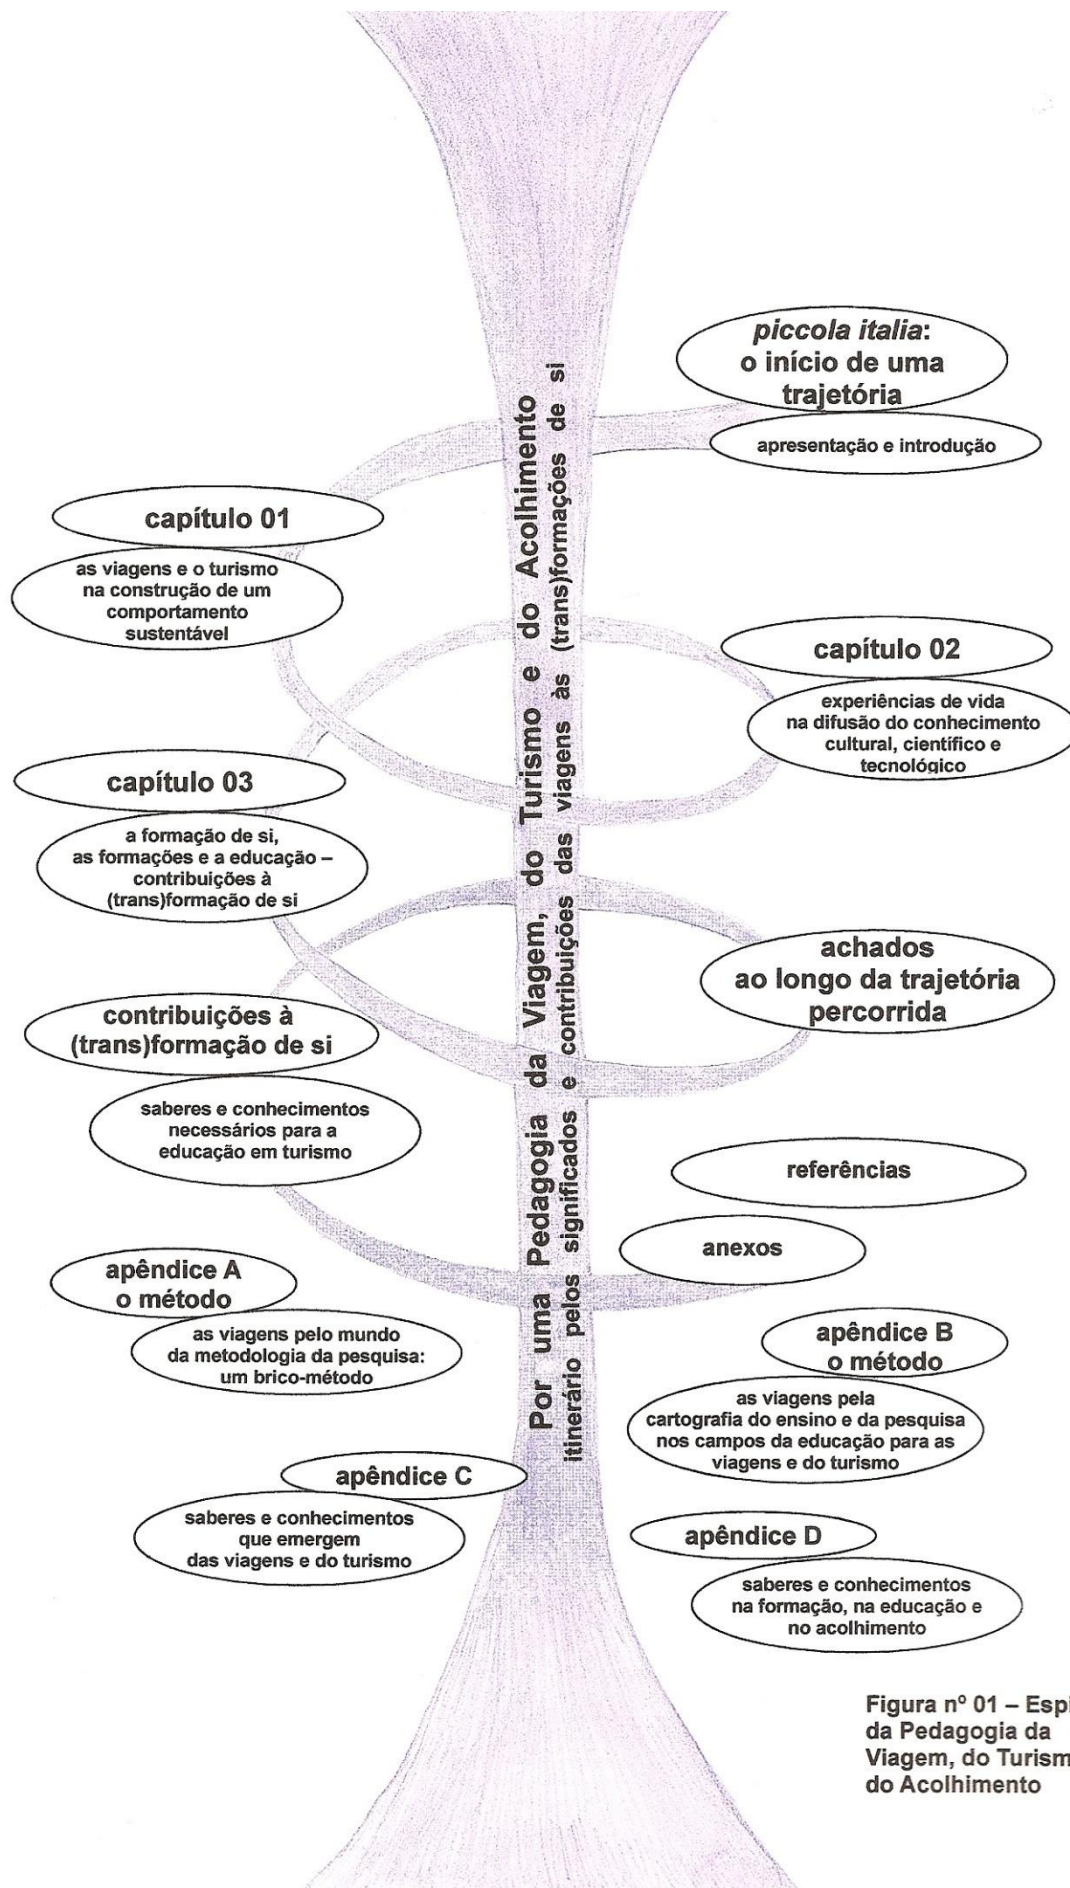 piccola italia:
o início de uma
trajetória
apresentação e introdução
capítulo 01
as viagens e o turismo
na construção de um
comportamento
sustentável
capítulo 02
experiências de vida
na difusão do conhecimento
cultural, científico e
tecnológico
capítulo 03
a formação de si,
as formações e a educação –
contribuições à
(trans)formação de si
achados
ao longo da trajetória
percorrida
contribuições à
(trans)formação de si
saberes e conhecimentos
necessários para a
educação em turismo
referências
anexos
apêndice A
o método
as viagens pelo mundo
da metodologia da pesquisa:
um brico-método
apêndice B
o método
as viagens pela
cartografia do ensino e da pesquisa
nos campos da educação para as
viagens e do turismo
apêndice C
saberes e conhecimentos
que emergem
das viagens e do turismo
apêndice D
saberes e conhecimentos
na formação, na educação e
no acolhimento
Por uma Pedagogia da Viagem, do Turismo e do Acolhimento
itinerário pelos significados e contribuições das viagens às (trans)formações de si
Figura nº 01 – Espi
da Pedagogia da
Viagem, do Turism
do Acolhimento